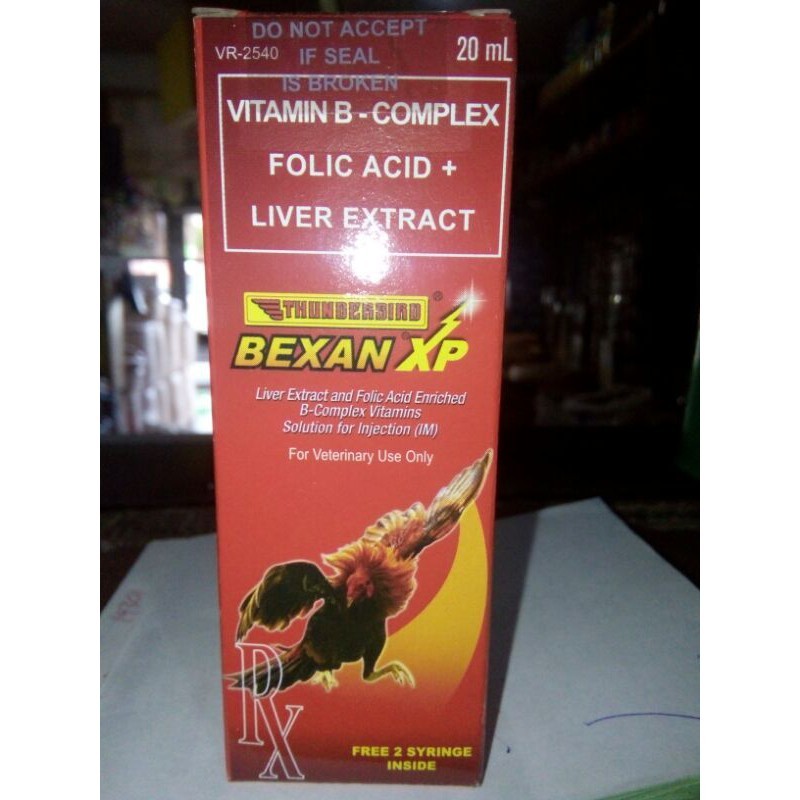 DO NOT ACCEPT
IF SEAL
IS BROKEN
VR-2540
20 mL
VITAMIN B - COMPLEX
FOLIC ACID +
LIVER EXTRACT
THUNDERBIRD ®
BEXAN ® XP
Liver Extract and Folic Acid Enriched
B-Complex Vitamins
Solution for Injection (IM)
For Veterinary Use Only
RX
FREE 2 SYRINGE
INSIDE